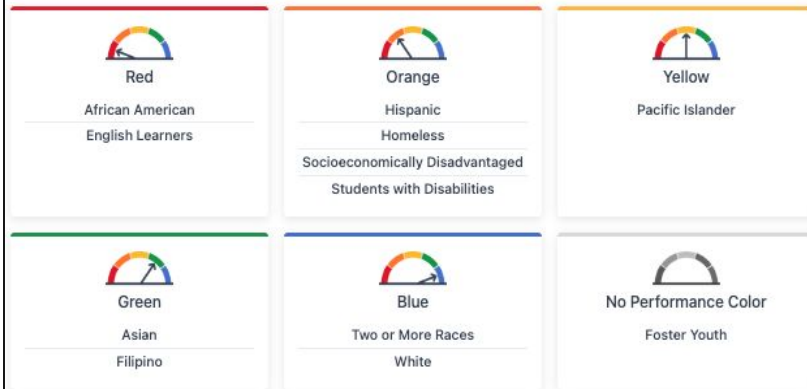 Red
African American
English Learners
Orange
Hispanic
Homeless
Socioeconomically Disadvantaged
Students with Disabilities
Yellow
Pacific Islander
Green
Asian
Filipino
Blue
Two or More Races
White
No Performance Color
Foster Youth